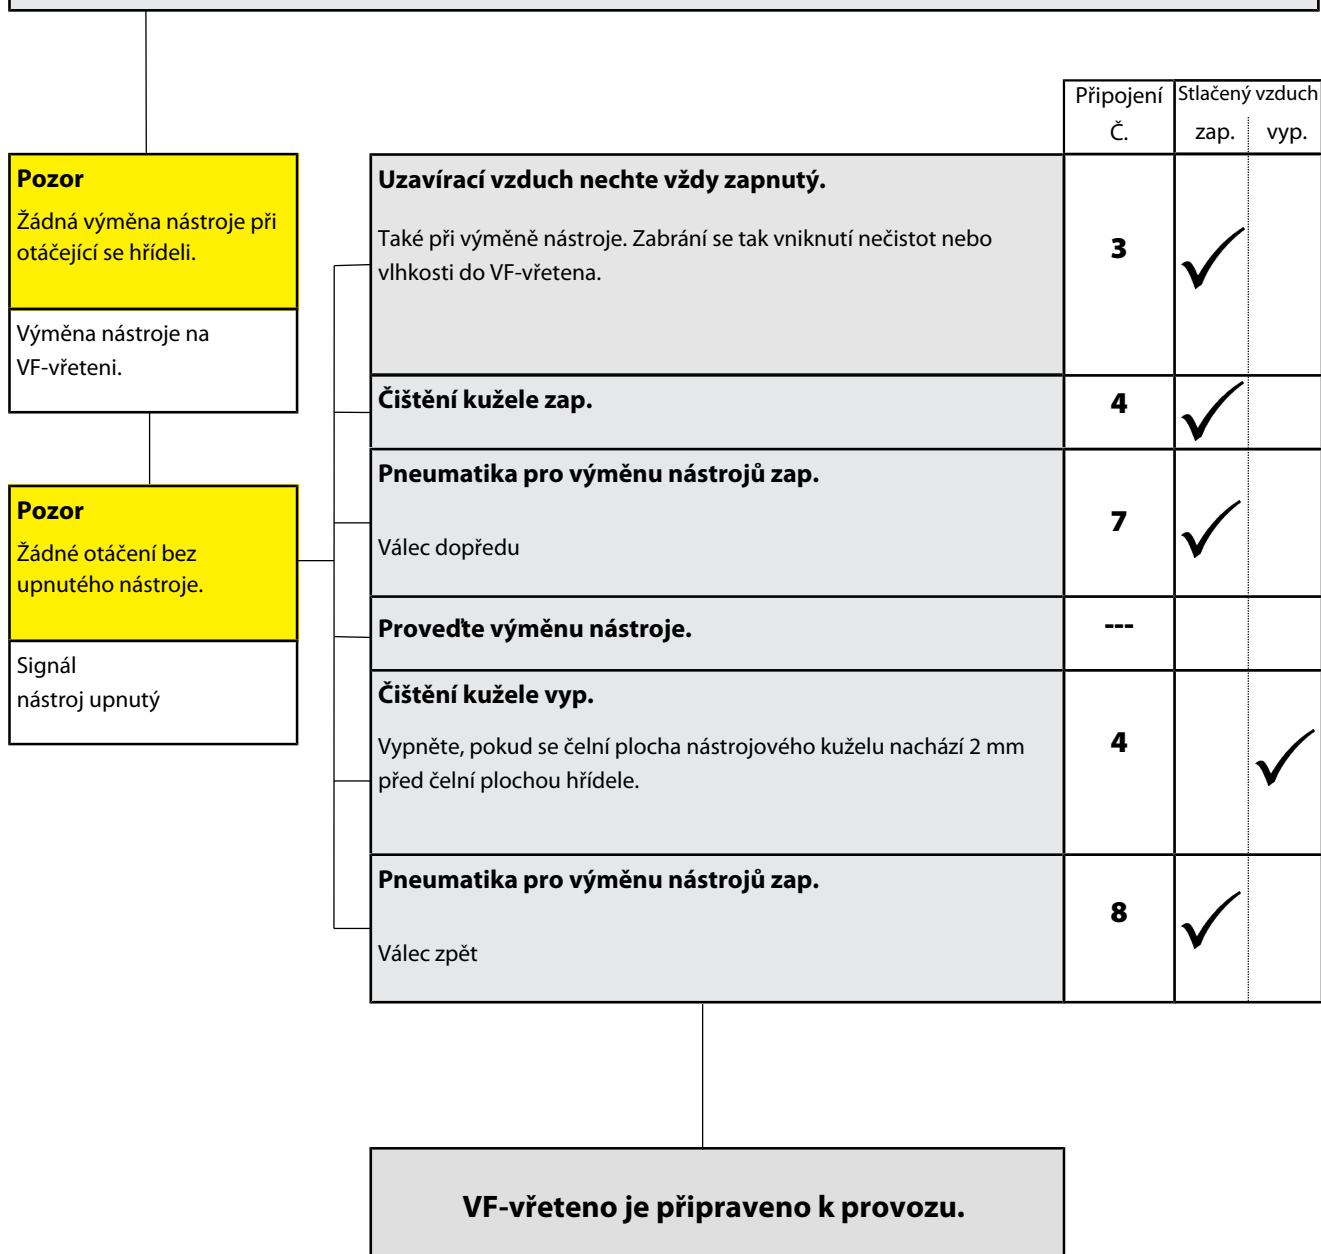 Připojení
Č.
Stlačený vzduch
zap.
vyp.
Pozor
Žádná výměna nástroje při
otáčející se hřídeli.
Výměna nástroje na
VF-vřeteni.
Pozor
Žádné otáčení bez
upnutého nástroje.
Signál
nástroj upnutý
Uzavírací vzduch nechte vždy zapnutý.
Také při výměně nástroje. Zabrání se tak vniknutí nečistot nebo
vlhkosti do VF-vřetena.
3
Čištění kužele zap.
4
Pneumatika pro výměnu nástrojů zap.
Válec dopředu
7
Proveďte výměnu nástroje.
---
Čištění kužele vyp.
Vypněte, pokud se čelní plocha nástrojového kuželu nachází 2 mm
před čelní plochou hřídele.
4
Pneumatika pro výměnu nástrojů zap.
Válec zpět
8
VF-vřeteno je připraveno k provozu.